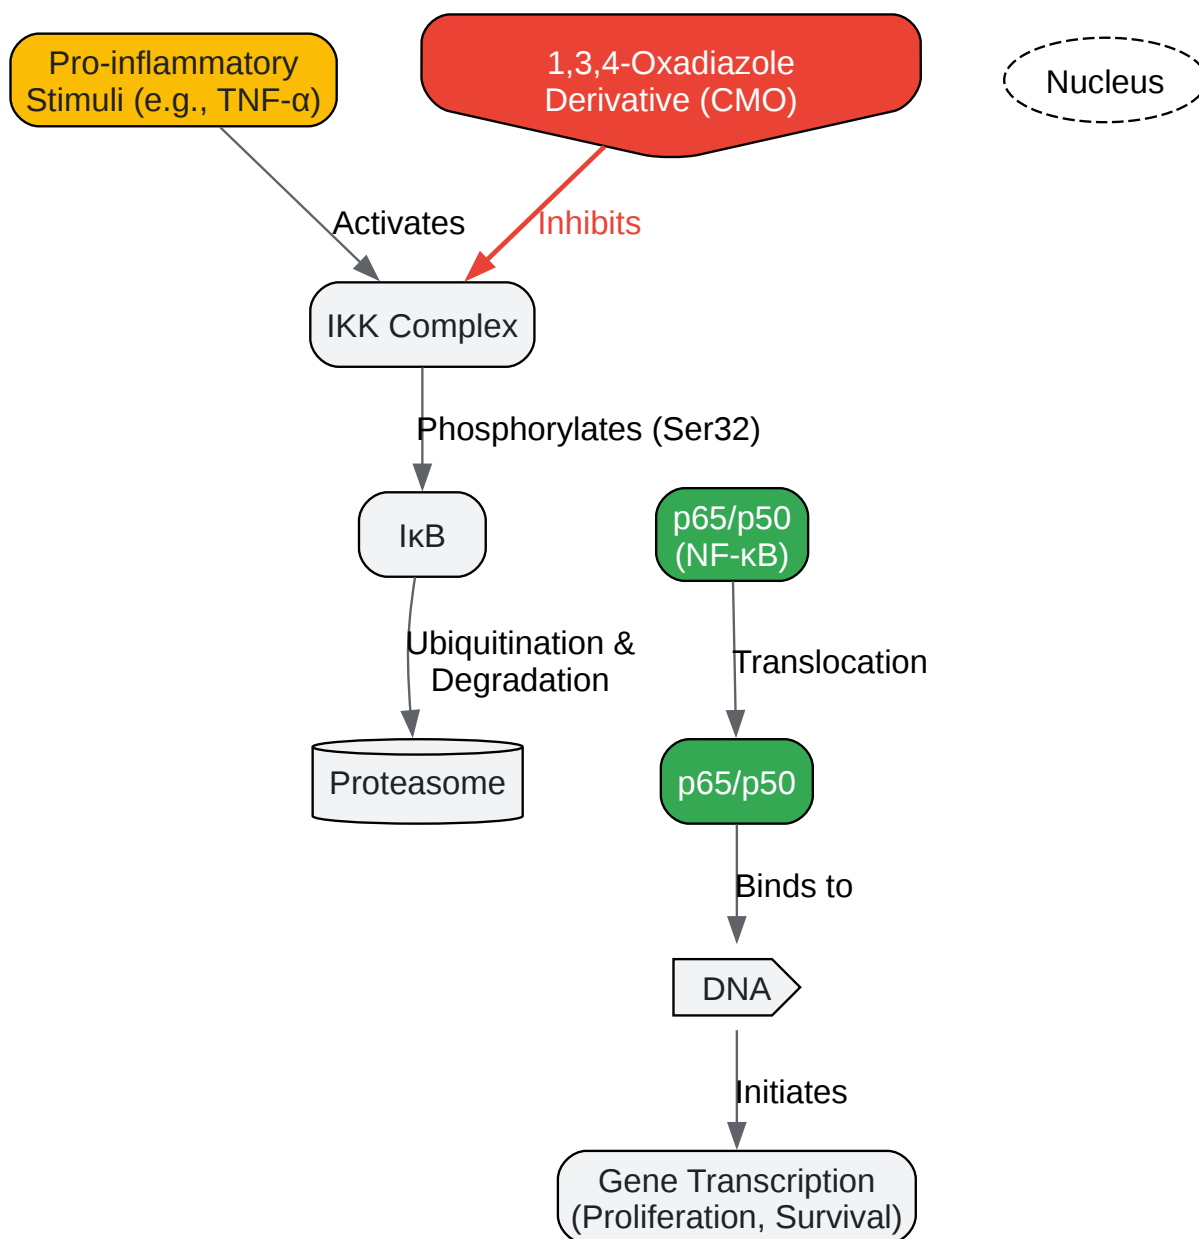 Pro-inflammatory
Stimuli (e.g., TNF-α)
1,3,4-Oxadiazole
Derivative (CMO)
Nucleus
Activates
Inhibits
IKK Complex
Phosphorylates (Ser32)
IκB
p65/p50
(NF-κB)
Ubiquitination &
Degradation
Translocation
Proteasome
p65/p50
Binds to
DNA
Initiates
Gene Transcription
(Proliferation, Survival)